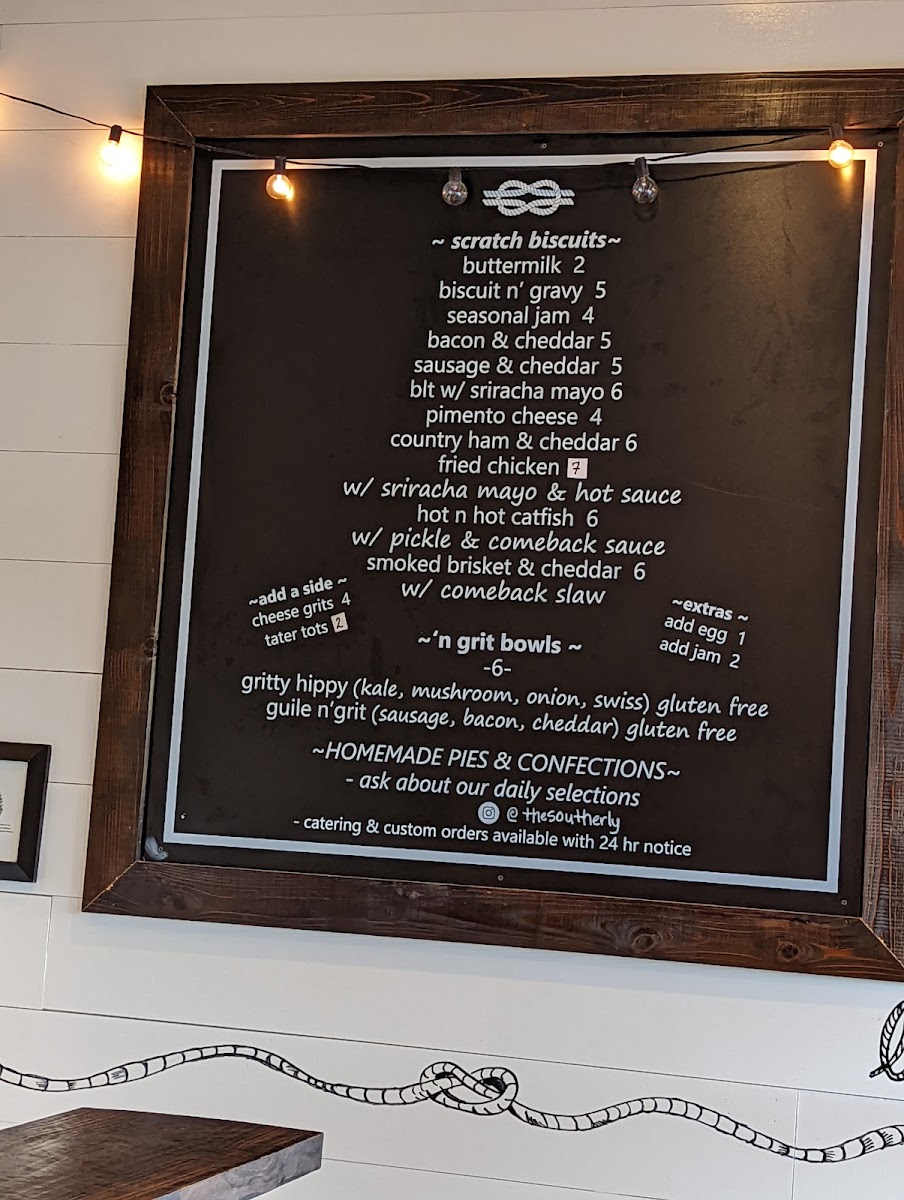 ~ scratch biscuits~
buttermilk 2
biscuit n' gravy 5
seasonal jam 4
bacon & cheddar 5
sausage & cheddar 5
blt w/ sriracha mayo 6
pimento cheese 4
country ham & cheddar 6
fried chicken 7
w/ sriracha mayo & hot sauce
hot n hot catfish 6
w/ pickle & comeback sauce
smoked brisket & cheddar 6
w/ comeback slaw
~add a side ~
cheese grits 4
tater tots 2
~extras ~
add egg 1
add jam 2
~'n grit bowls ~
-6-
gritty hippy (kale, mushroom, onion, swiss) gluten free
guile n'grit (sausage, bacon, cheddar) gluten free
~HOMEMADE PIES & CONFECTIONS~
- ask about our daily selections
@thesoutherly
- catering & custom orders available with 24 hr notice